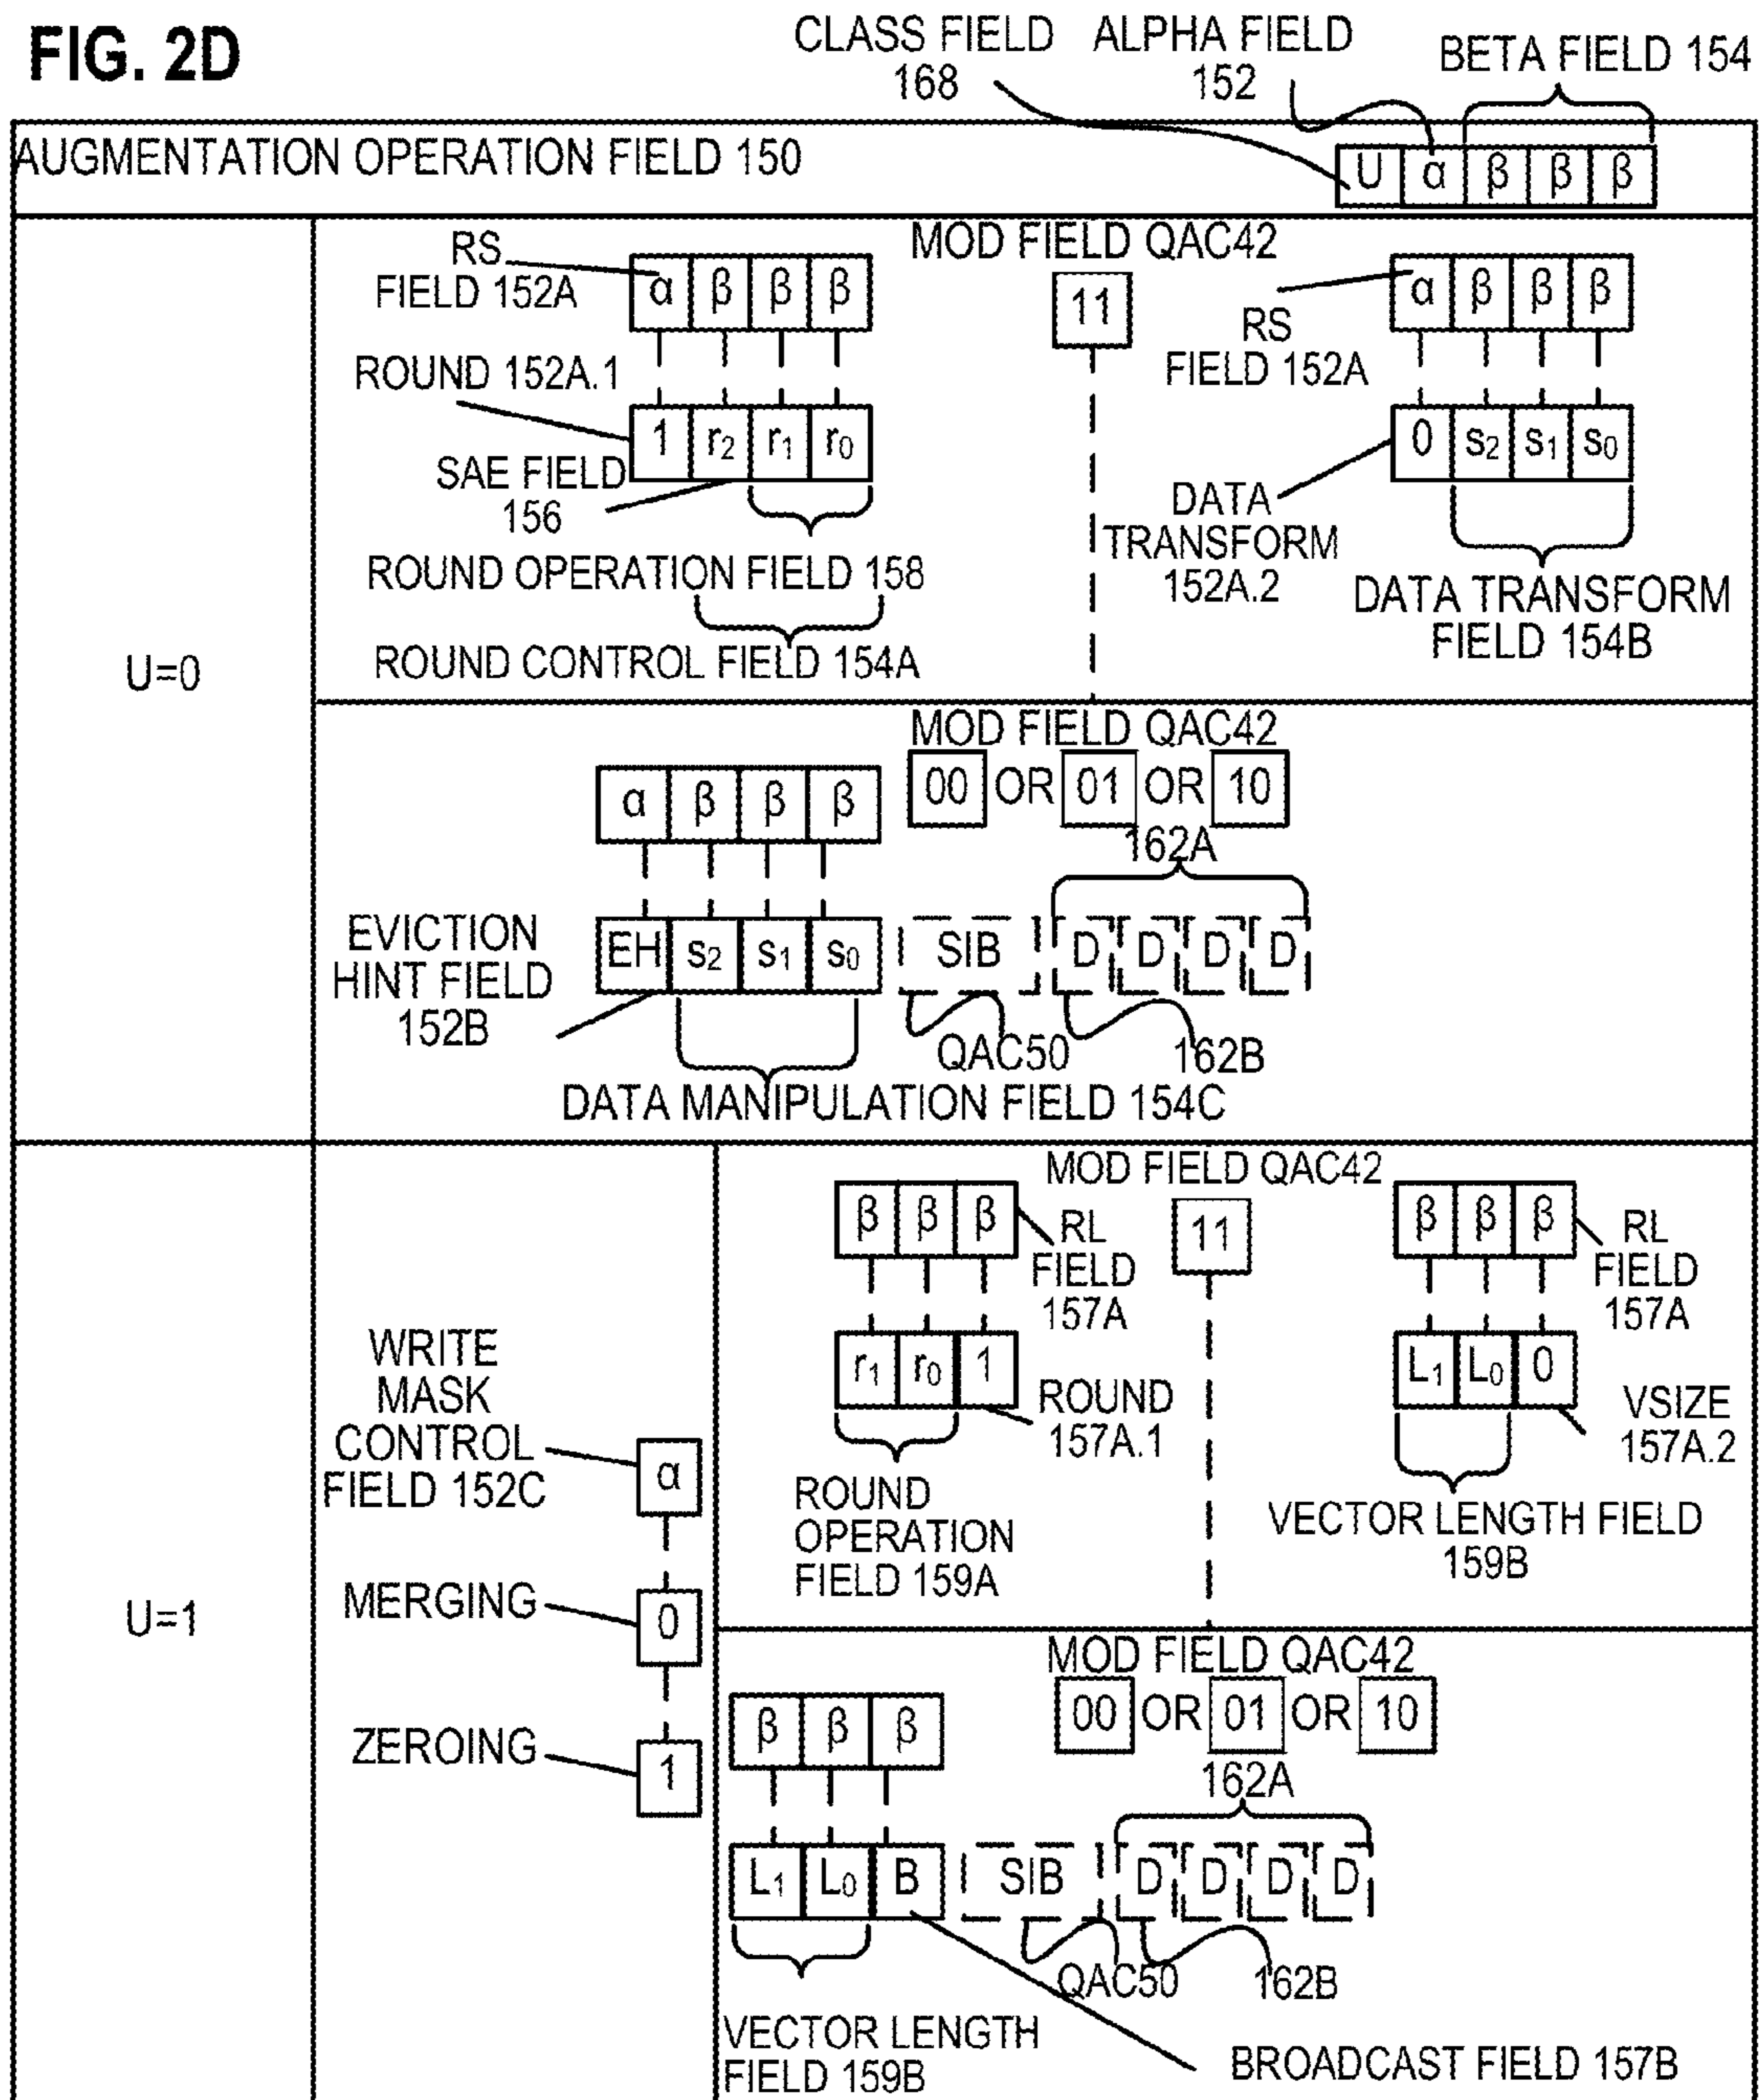 FIG. 2D
CLASS FIELD
168
ALPHA FIELD
152
BETA FIELD 154
AUGMENTATION OPERATION FIELD 150
U α β β β
U=0
MOD FIELD QAC42
11
RS
FIELD 152A
α β β β
ROUND 152A.1
1 r2 r1 r0
SAE FIELD
156
ROUND OPERATION FIELD 158
ROUND CONTROL FIELD 154A
α β β β
RS
FIELD 152A
0 s2 s1 s0
DATA
TRANSFORM
152A.2
DATA TRANSFORM
FIELD 154B
MOD FIELD QAC42
00 OR 01 OR 10
α β β β
162A
EVICTION
HINT FIELD
152B
EH s2 s1 s0 SIB D D D D
QAC50
162B
DATA MANIPULATION FIELD 154C
U=1
WRITE
MASK
CONTROL
FIELD 152C
α
MERGING
0
ZEROING
1
MOD FIELD QAC42
11
β β β
RL
FIELD
157A
r1 r0 1
ROUND
157A.1
ROUND
OPERATION
FIELD 159A
β β β
RL
FIELD
157A
L1 L0 0
VSIZE
157A.2
VECTOR LENGTH FIELD
159B
MOD FIELD QAC42
00 OR 01 OR 10
β β β
162A
L1 L0 B SIB D D D D
QAC50
162B
VECTOR LENGTH
FIELD 159B
BROADCAST FIELD 157B